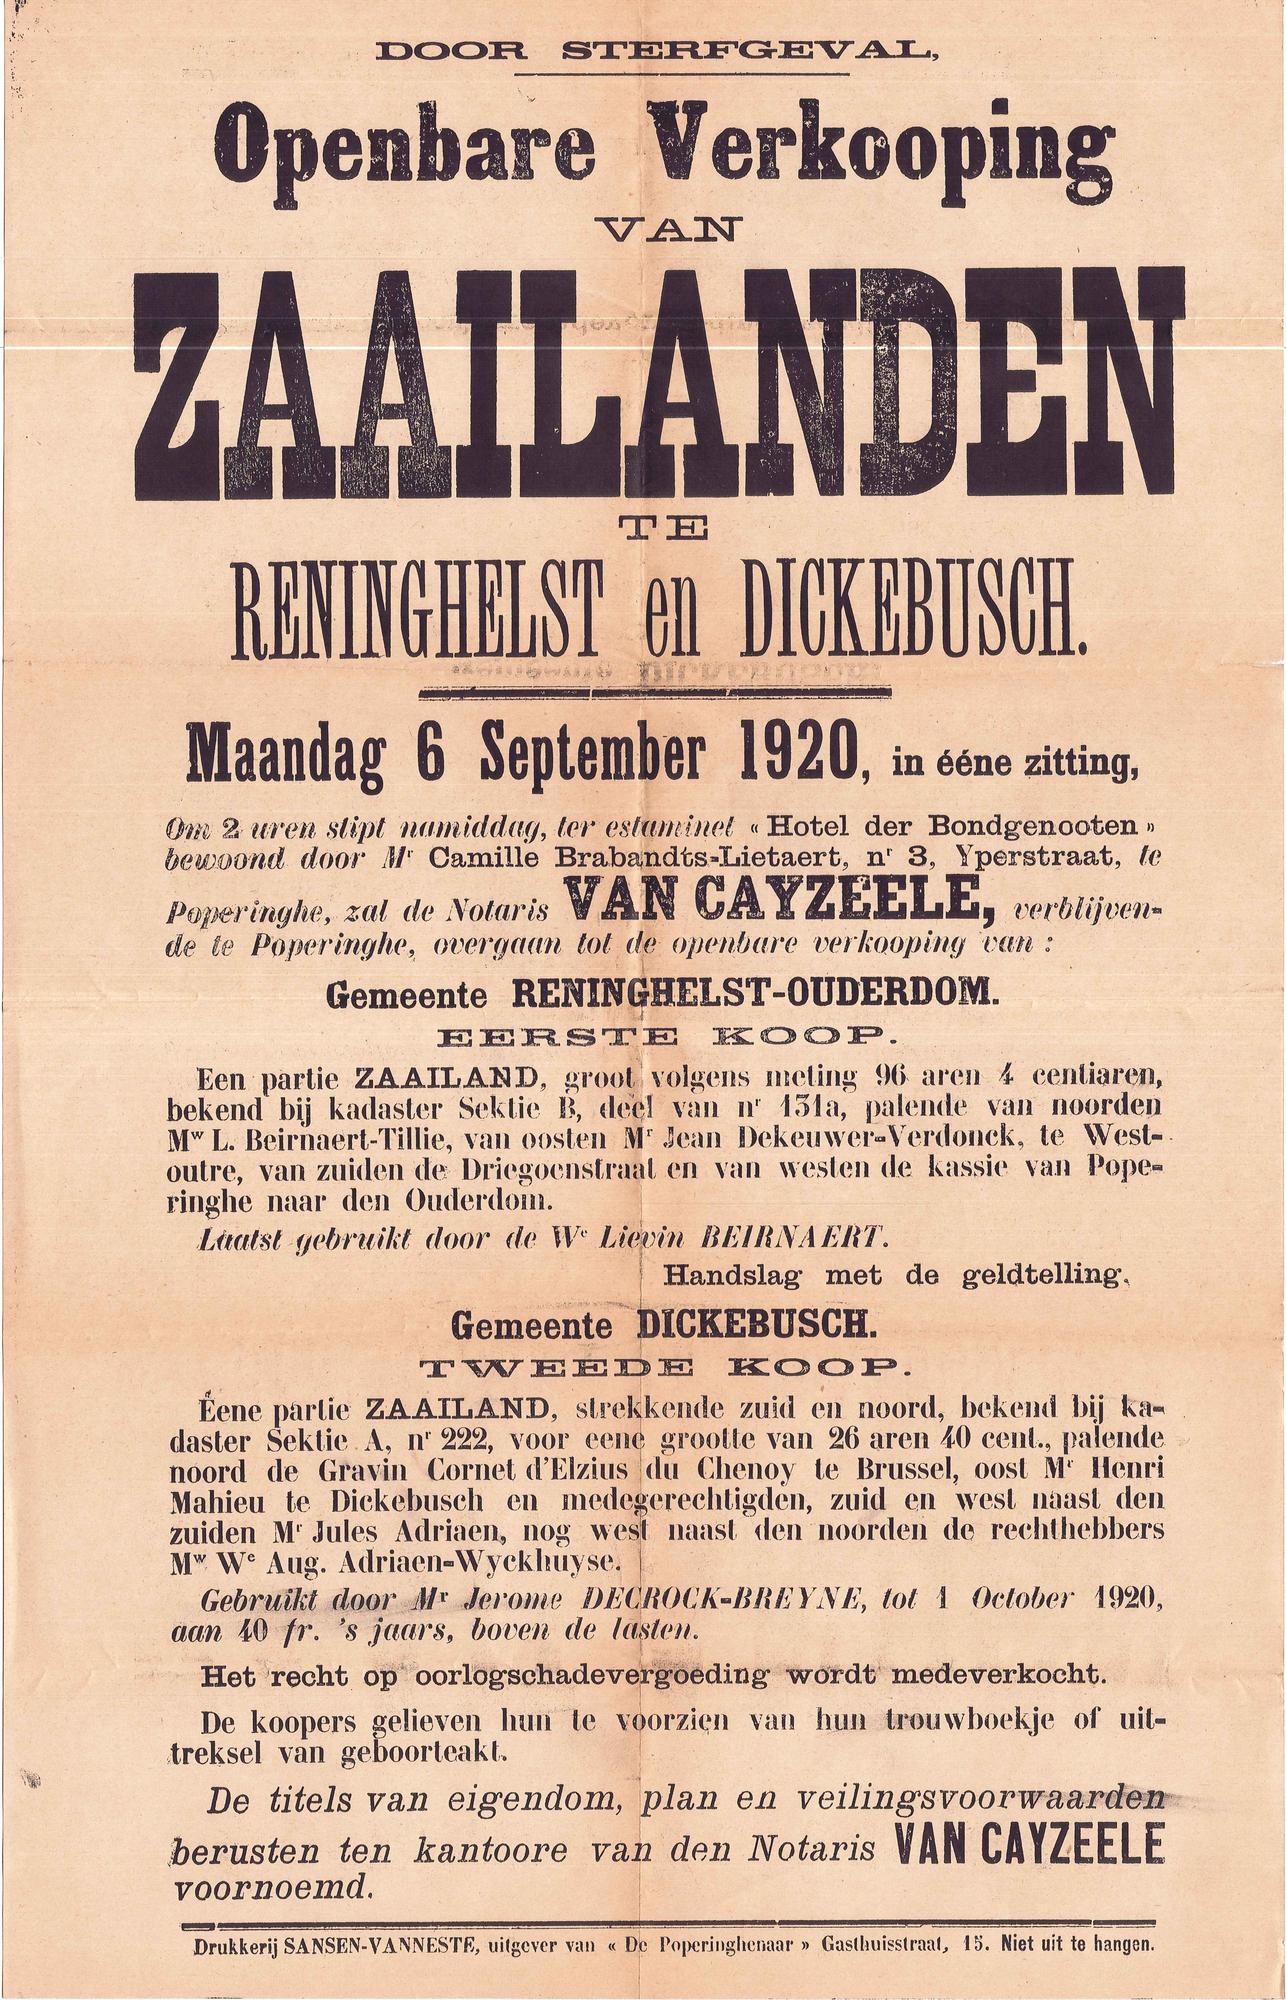 DOOR STERFGEVAL,
Openbare Verkooping
VAN
ZAAILANDEN
TE
RENINGHELST en DICKEBUSCH.
Maandag 6 September 1920, in ééne zitting,
Om 2 uren stipt namiddag, ter estaminet « Hotel der Bondgenooten »
bewoond door Mr Camille Brabandts-Lietaert, nr 3, Yperstraat, te
Poperinghe, zal de Notaris VAN CAYZEELE, verblijven-
de te Poperinghe, overgaan tot de openbare verkooping van :
Gemeente RENINGHELST-OUDERDOM.
EERSTE KOOP.
Een partie ZAAILAND, groot volgens meting 96 aren 4 centiaren,
bekend bij kadaster Sektie B, deel van nr 131a, palende van noorden
Mw L. Beirnaert-Tillie, van oosten Mr Jean Dekeuwer-Verdonck, te West-
outre, van zuiden de Driegoenstraat en van westen de kassie van Pope-
ringhe naar den Ouderdom.
Laatst gebruikt door de We Lievin BEIRNAERT.
Handslag met de geldtelling.
Gemeente DICKEBUSCH.
TWEEDE KOOP.
Éene partie ZAAILAND, strekkende zuid en noord, bekend bij ka-
daster Sektie A, nr 222, voor eene grootte van 26 aren 40 cent., palende
noord de Gravin Cornet d'Elzius du Chenoy te Brussel, oost Mr Henri
Mahieu te Dickebusch en medegerechtigden, zuid en west naast den
zuiden Mr Jules Adriaen, nog west naast den noorden de rechthebbers
Mw We Aug. Adriaen-Wyckhuyse.
Gebruikt door Mr Jerome DECROCK-BREYNE, tot 1 October 1920,
aan 40 fr. 's jaars, boven de lasten.
Het recht op oorlogschadevergoeding wordt medeverkocht.
De koopers gelieven hun te voorzien van hun trouwboekje of uit-
treksel van geboorteakt.
De titels van eigendom, plan en veilingsvoorwaarden
berusten ten kantoore van den Notaris VAN CAYZEELE
voornoemd.
Drukkerij SANSEN-VANNESTE, uitgever van « De Poperinghenaar » Gasthuisstraat, 15. Niet uit te hangen.